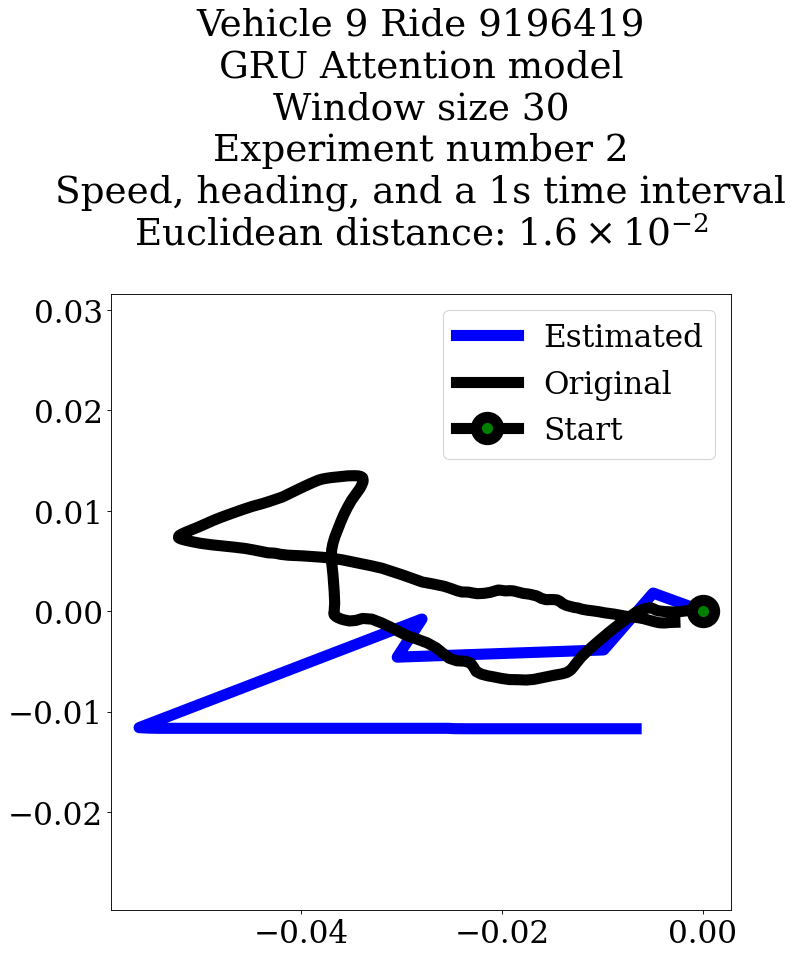 Vehicle 9 Ride 9196419
GRU Attention model
Window size 30
Experiment number 2
Speed, heading, and a 1s time interval
Euclidean distance: 1.6 × 10⁻²
0.03
0.02
0.01
0.00
−0.01
−0.02
Estimated
Original
Start
−0.04
−0.02
0.00